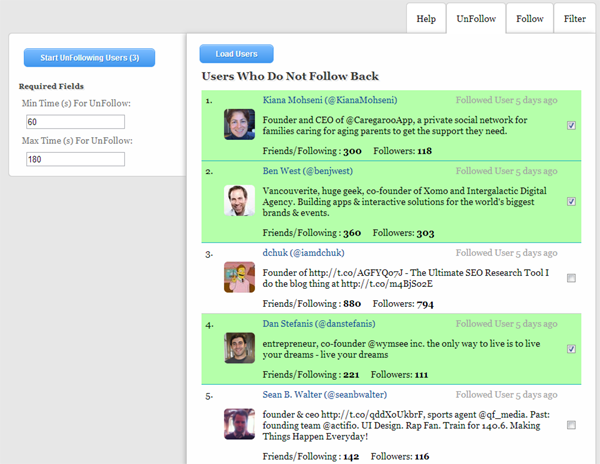 Help UnFollow Follow Filter
Start UnFollowing Users (3)
Required Fields
Min Time (s) For UnFollow:
60
Max Time (s) For UnFollow:
180
Load Users
Users Who Do Not Follow Back
1. Kiana Mohseni (@KianaMohseni) Followed User 5 days ago
Founder and CEO of @CaregarooApp, a private social network for
families caring for aging parents to get the support they need.
Friends/Following : 300 Followers: 118
2. Ben West (@benjwest) Followed User 5 days ago
Vancouverite, huge geek, co-founder of Xomo and Intergalactic Digital
Agency. Building apps & interactive solutions for the world's biggest
brands & events.
Friends/Following : 360 Followers: 303
3. dchuk (@iamdchuk) Followed User 5 days ago
Founder of http://t.co/AGFYQo7J - The Ultimate SEO Research Tool I
do the blog thing at http://t.co/m4BjS02E
Friends/Following : 880 Followers: 794
4. Dan Stefanis (@danstefanis) Followed User 5 days ago
entrepreneur, co-founder @wymsee inc. the only way to live is to live
your dreams - live your dreams
Friends/Following : 221 Followers: 111
5. Sean B. Walter (@seanbwalter) Followed User 5 days ago
founder & ceo http://t.co/qddXoUkbrF, sports agent @qf_media. Past:
founding team @actifio. UI Design. Rap Fan. Train for 140.6. Making
Things Happen Everyday!
Friends/Following : 142 Followers: 116